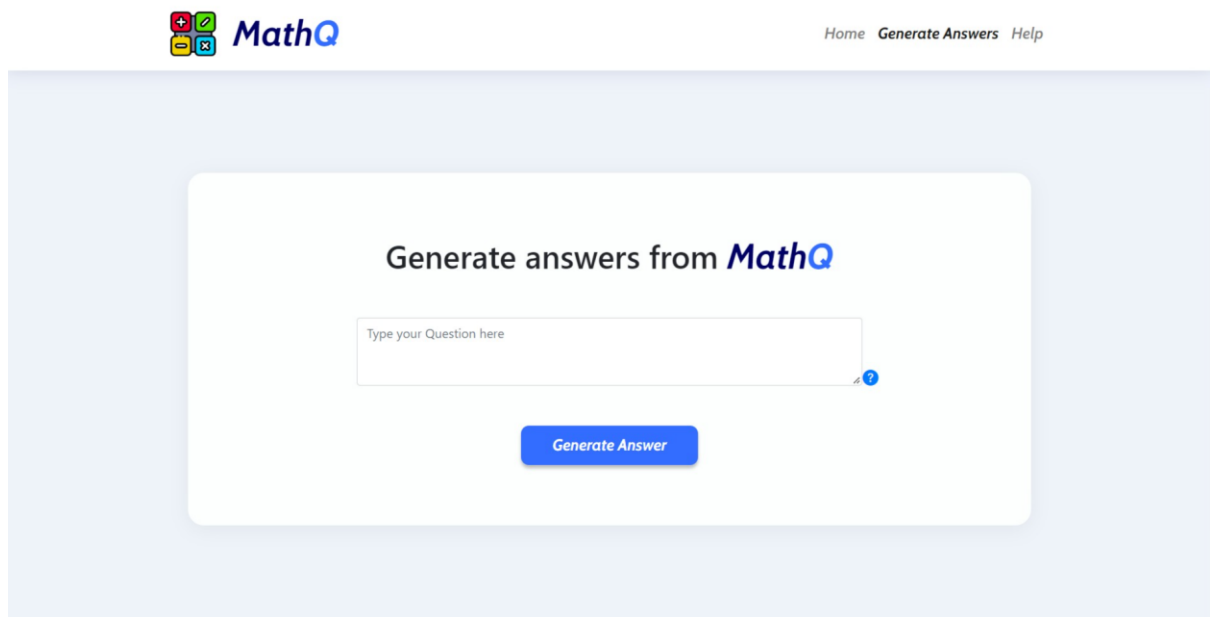 MathQ
Home Generate Answers Help
Generate answers from MathQ
Type your Question here
?
Generate Answer